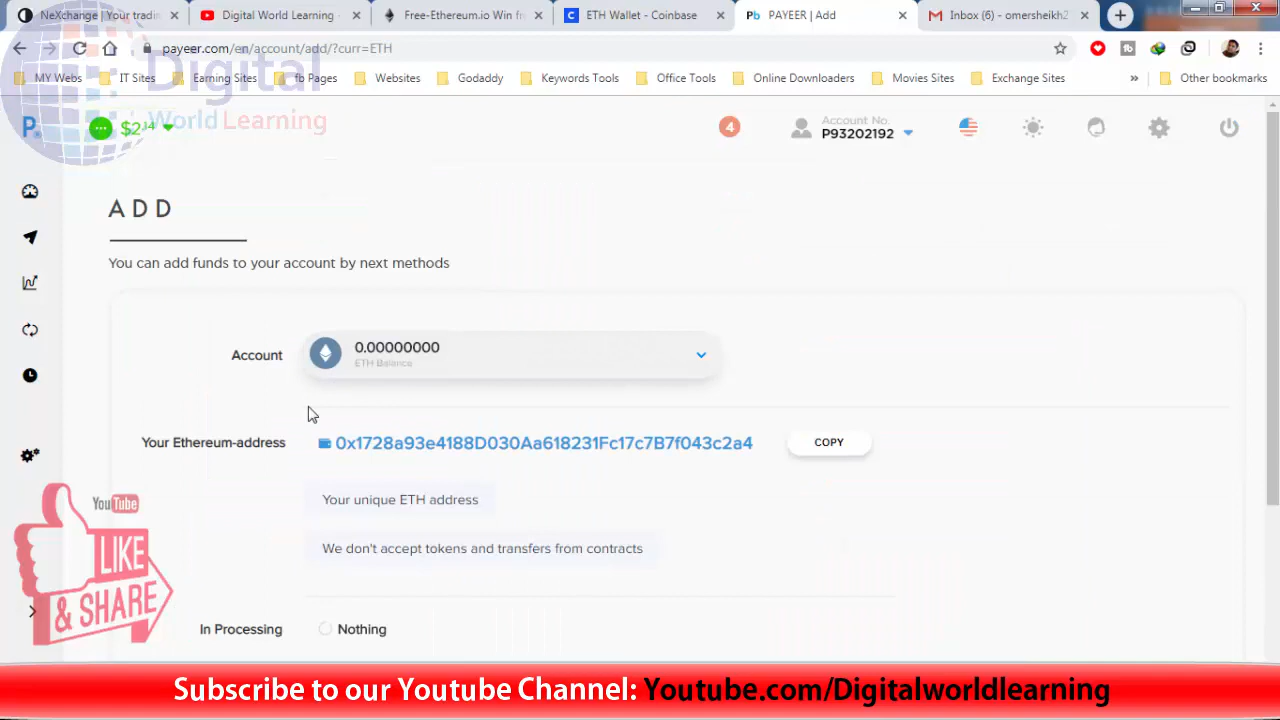 NeXchange | Your tradin
Digital World Learning -
Free-Ethereum.io Win fr
ETH Wallet - Coinbase
PAYEER | Add
Inbox (6) - omersheikh2
payeer.com/en/account/add/?curr=ETH
MY Webs
IT Sites
Earning Sites
fb Pages
Websites
Godaddy
Keywords Tools
Office Tools
Online Downloaders
Movies Sites
Exchange Sites
»
Other bookmarks
Digital
World Learning
P.
$2.14
4
Account No.
P93202192
ADD
You can add funds to your account by next methods
Account
0.00000000
ETH Balance
Your Ethereum-address
0x1728a93e4188D030Aa618231Fc17c7B7f043c2a4
COPY
Your unique ETH address
We don't accept tokens and transfers from contracts
In Processing
Nothing
YouTube
LIKE
& SHARE
Subscribe to our Youtube Channel: Youtube.com/Digitalworldlearning